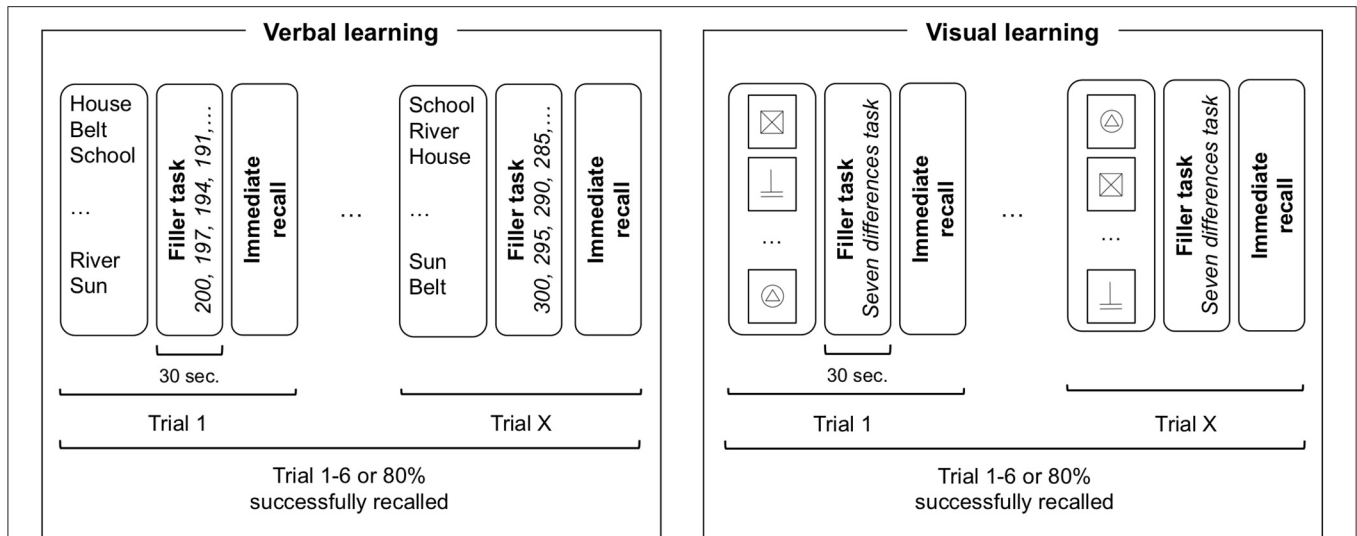 Verbal learning
House
Belt
School
...
River
Sun
Filler task
200, 197, 194, 191,...
Immediate
recall
...
School
River
House
...
Sun
Belt
Filler task
300, 295, 290, 285,...
Immediate
recall
30 sec.
Trial 1
Trial X
Trial 1-6 or 80%
successfully recalled
Visual learning
...
Filler task
Seven differences task
Immediate
recall
...
...
Filler task
Seven differences task
Immediate
recall
30 sec.
Trial 1
Trial X
Trial 1-6 or 80%
successfully recalled